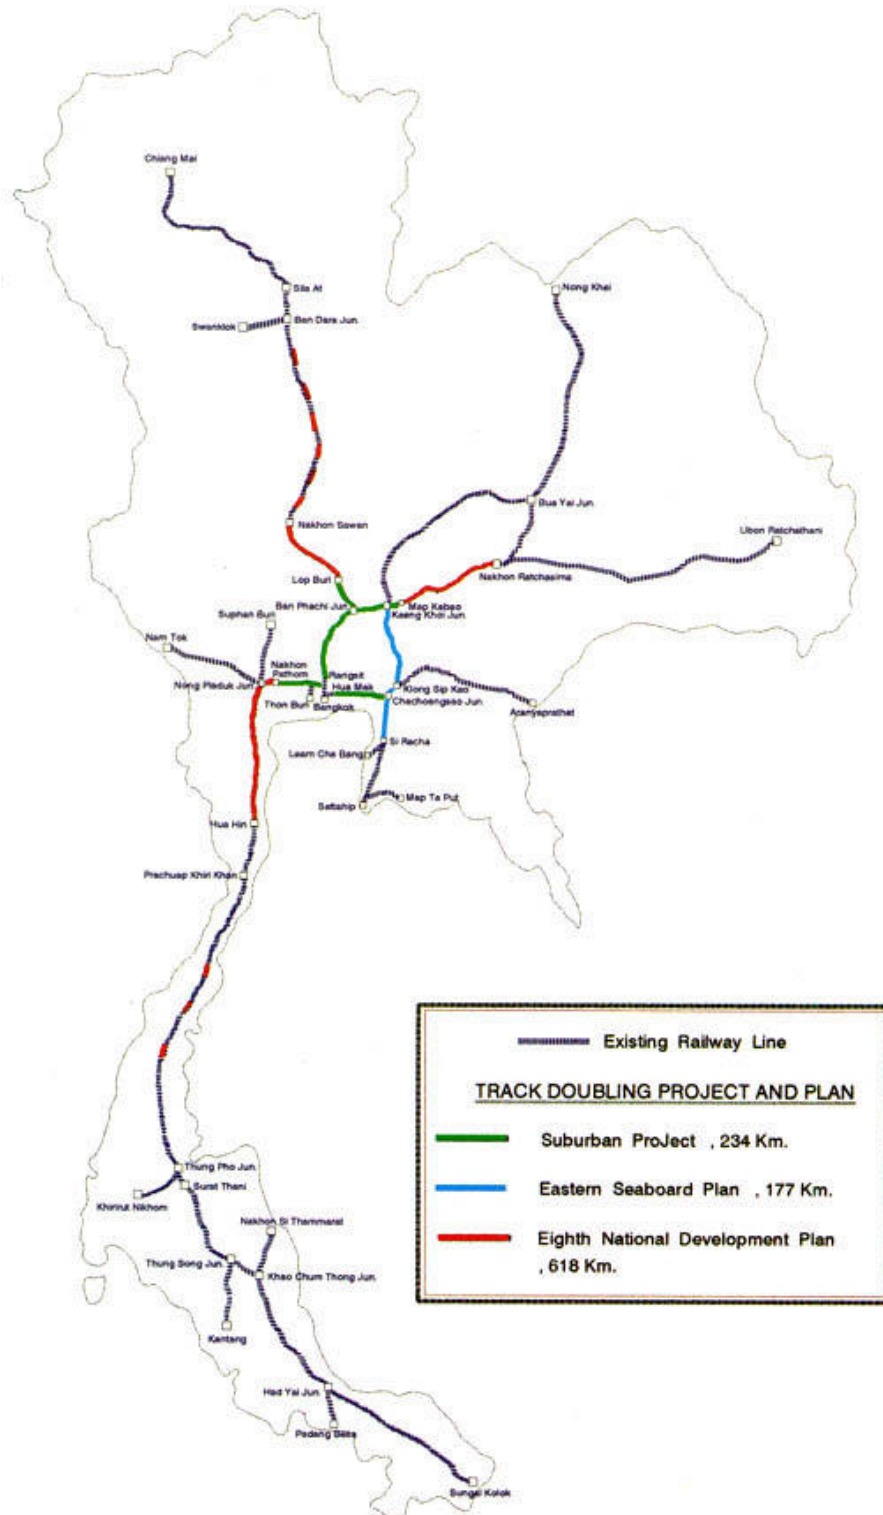 Chiang Mai
Sila At
Nong Khai
Swanklok
Ban Dara Jun.
Bua Yai Jun.
Nakhon Sawan
Ubon Ratchathani
Nakhon Ratchasima
Lop Buri
Ban Phachi Jun.
Map Kabao
Kaeng Khoi Jun.
Suphan Buri
Nam Tok
Nakhon
Pathom
Rangsit
Nong Pladuk Jun.
Hua Mak
Klong Sip Kao
Thon Buri
Bangkok
Chachoengsao Jun.
Aranyaprathet
Si Racha
Leam Cha Bang
Sattahip
Map Ta Put
Hua Hin
Prachuap Khiri Khan
Existing Railway Line
TRACK DOUBLING PROJECT AND PLAN
Suburban ProJect , 234 Km.
Eastern Seaboard Plan , 177 Km.
Eighth National Development Plan
, 618 Km.
Thung Pho Jun.
Surat Thani
Khirirut Nikhom
Nakhon Si Thammarat
Thung Song Jun.
Khao Chum Thong Jun.
Kantang
Had Yai Jun.
Padang Besa
Sungai Kolok